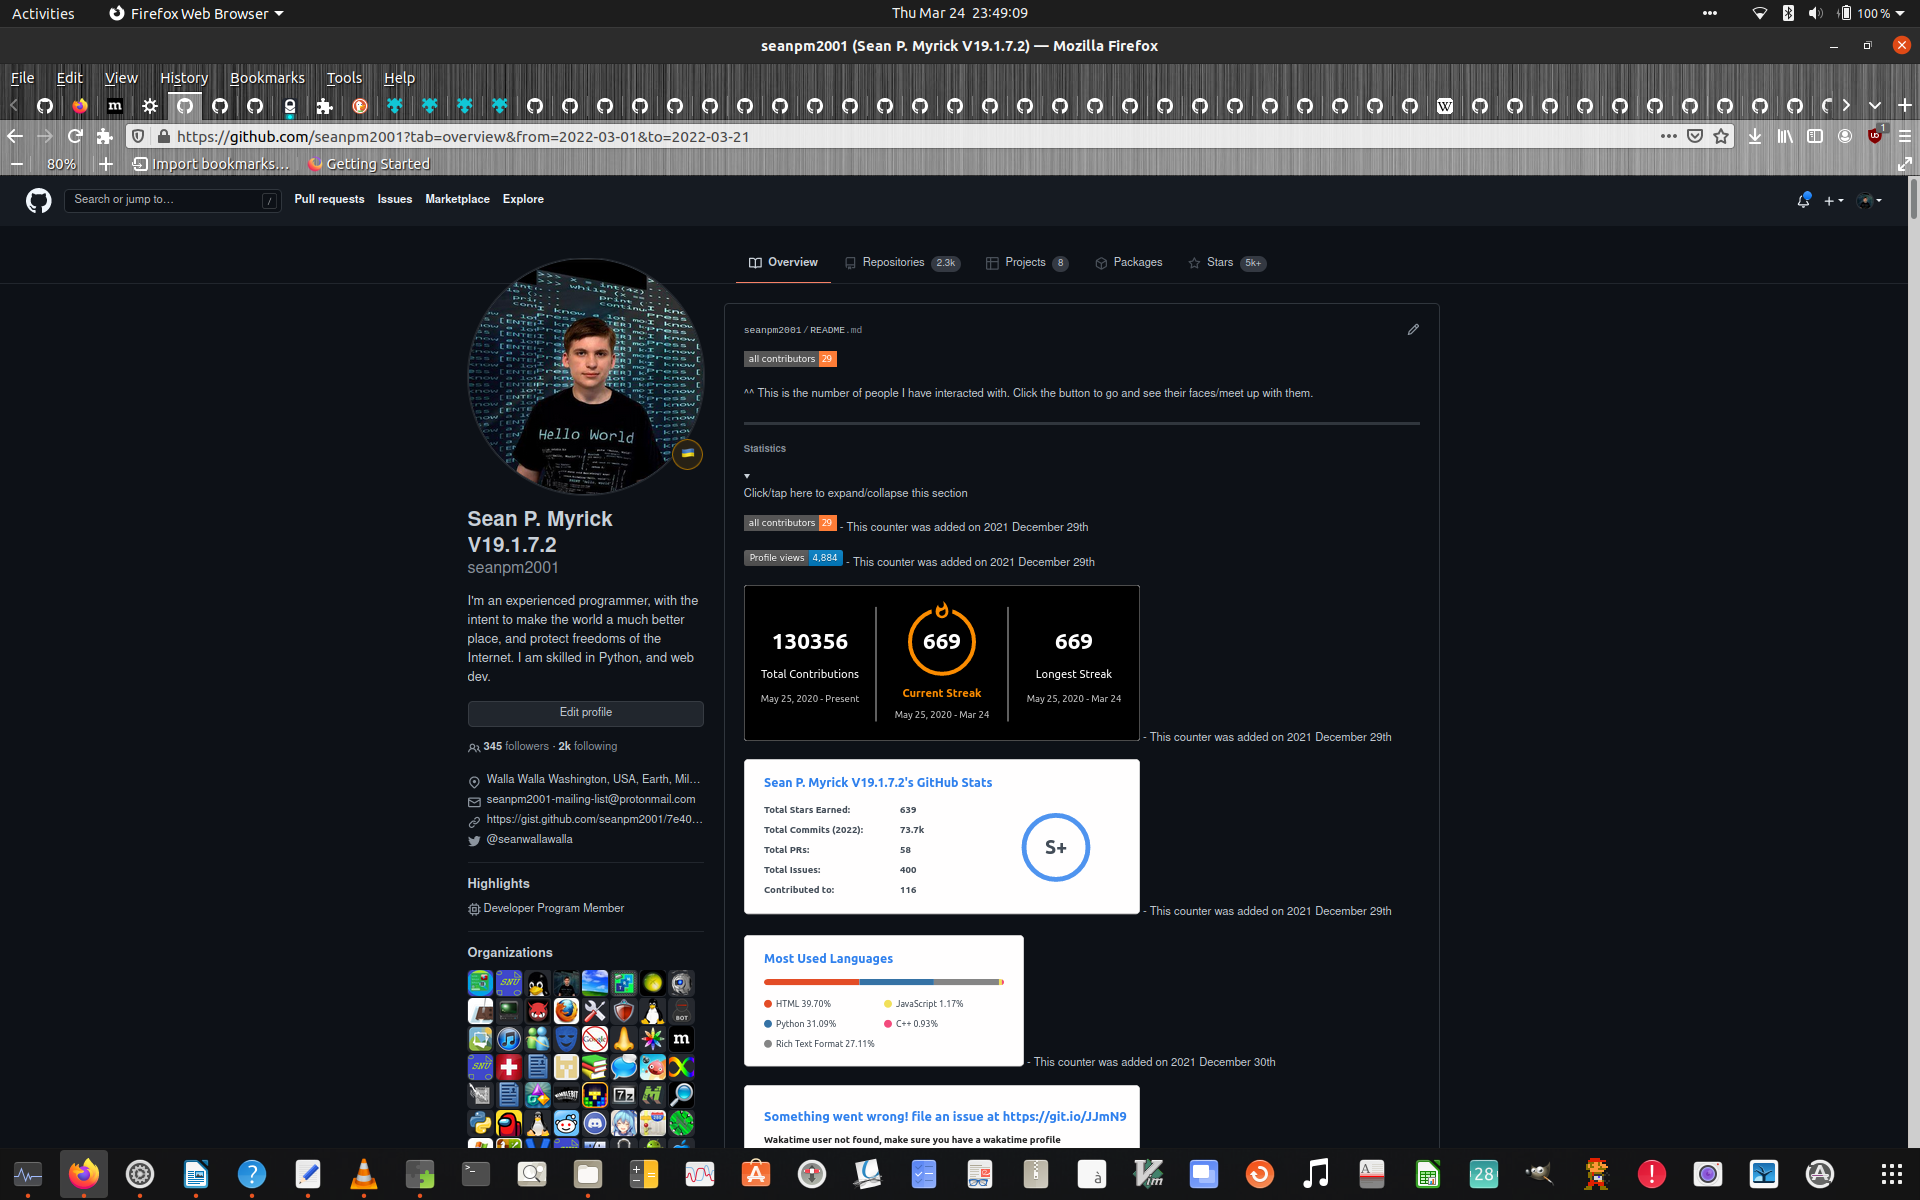 Activities
Firefox Web Browser
Thu Mar 24 23:49:09
100 %
seanpm2001 (Sean P. Myrick V19.1.7.2) — Mozilla Firefox
File Edit View History Bookmarks Tools Help
https://github.com/seanpm2001?tab=overview&from=2022-03-01&to=2022-03-21
1
80%
Import bookmarks…
Getting Started
Search or jump to…
/
Pull requests Issues Marketplace Explore
Overview
Repositories 2.3k
Projects 8
Packages
Stars 5k+
Hello World
Sean P. Myrick
V19.1.7.2
seanpm2001
I'm an experienced programmer, with the
intent to make the world a much better
place, and protect freedoms of the
Internet. I am skilled in Python, and web
dev.
Edit profile
345 followers · 2k following
Walla Walla Washington, USA, Earth, Mil…
seanpm2001-mailing-list@protonmail.com
https://gist.github.com/seanpm2001/7e40…
@seanwallawalla
Highlights
Developer Program Member
Organizations
seanpm2001/README.md
all contributors 29
^^ This is the number of people I have interacted with. Click the button to go and see their faces/meet up with them.
Statistics
Click/tap here to expand/collapse this section
all contributors 29 - This counter was added on 2021 December 29th
Profile views 4,884 - This counter was added on 2021 December 29th
130356
Total Contributions
May 25, 2020 - Present
669
Current Streak
May 25, 2020 - Mar 24
669
Longest Streak
May 25, 2020 - Mar 24
- This counter was added on 2021 December 29th
Sean P. Myrick V19.1.7.2's GitHub Stats
Total Stars Earned: 639
Total Commits (2022): 73.7k
Total PRs: 58
Total Issues: 400
Contributed to: 116
S+
- This counter was added on 2021 December 29th
Most Used Languages
HTML 39.70%
JavaScript 1.17%
Python 31.09%
C++ 0.93%
Rich Text Format 27.11%
- This counter was added on 2021 December 30th
Something went wrong! file an issue at https://git.io/JJmN9
Wakatime user not found, make sure you have a wakatime profile
28